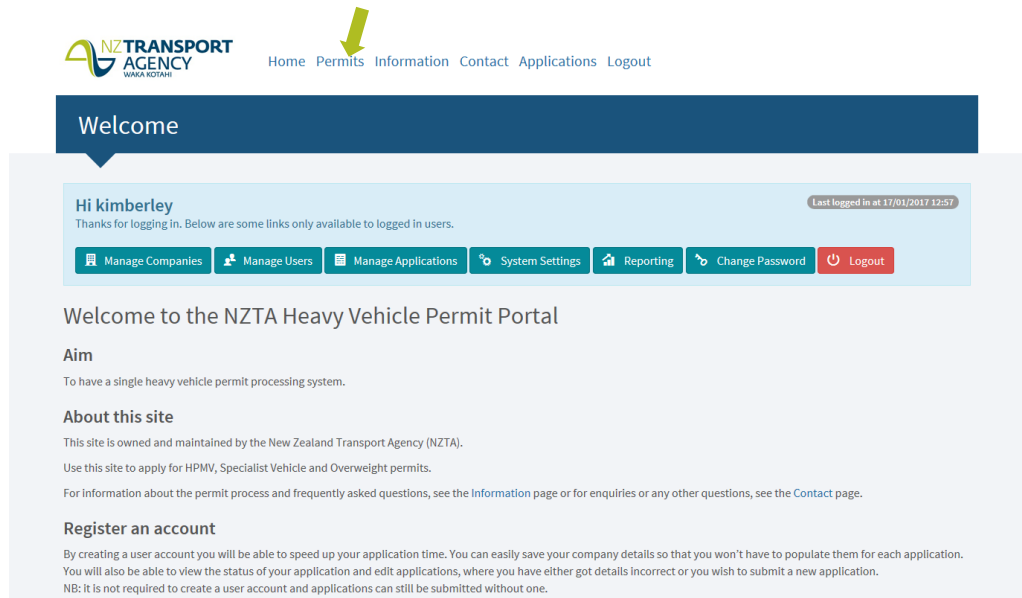 NZTRANSPORT
AGENCY
WAKA KOTAHI
Home Permits Information Contact Applications Logout
Welcome
Hi kimberley
Last logged in at 17/01/2017 12:57
Thanks for logging in. Below are some links only available to logged in users.
Manage Companies Manage Users Manage Applications System Settings Reporting Change Password Logout
Welcome to the NZTA Heavy Vehicle Permit Portal
Aim
To have a single heavy vehicle permit processing system.
About this site
This site is owned and maintained by the New Zealand Transport Agency (NZTA).
Use this site to apply for HPMV, Specialist Vehicle and Overweight permits.
For information about the permit process and frequently asked questions, see the Information page or for enquiries or any other questions, see the Contact page.
Register an account
By creating a user account you will be able to speed up your application time. You can easily save your company details so that you won't have to populate them for each application.
You will also be able to view the status of your application and edit applications, where you have either got details incorrect or you wish to submit a new application.
NB: it is not required to create a user account and applications can still be submitted without one.